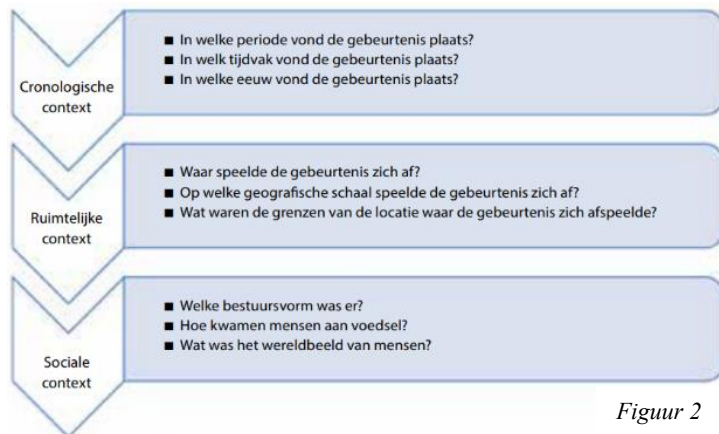 Cronologische
context
■ In welke periode vond de gebeurtenis plaats?
■ In welk tijdvak vond de gebeurtenis plaats?
■ In welke eeuw vond de gebeurtenis plaats?
Ruimtelijke
context
■ Waar speelde de gebeurtenis zich af?
■ Op welke geografische schaal speelde de gebeurtenis zich af?
■ Wat waren de grenzen van de locatie waar de gebeurtenis zich afspeelde?
Sociale
context
■ Welke bestuursvorm was er?
■ Hoe kwamen mensen aan voedsel?
■ Wat was het wereldbeeld van mensen?
Figuur 2